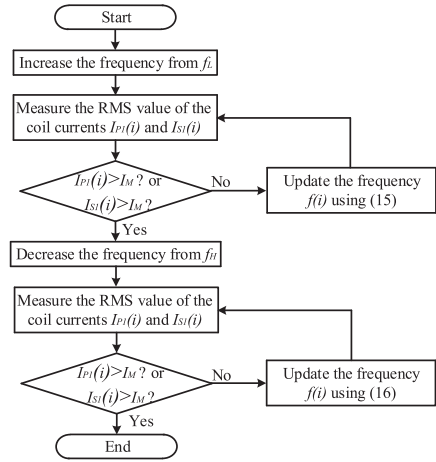 Start
Increase the frequency from fL
Measure the RMS value of the
coil currents IP1(i) and IS1(i)
IP1(i)>IM? or
IS1(i)>IM?
No
Update the frequency
f(i) using (15)
Yes
Decrease the frequency from fH
Measure the RMS value of the
coil currents IP1(i) and IS1(i)
IP1(i)>IM? or
IS1(i)>IM?
No
Update the frequency
f(i) using (16)
Yes
End